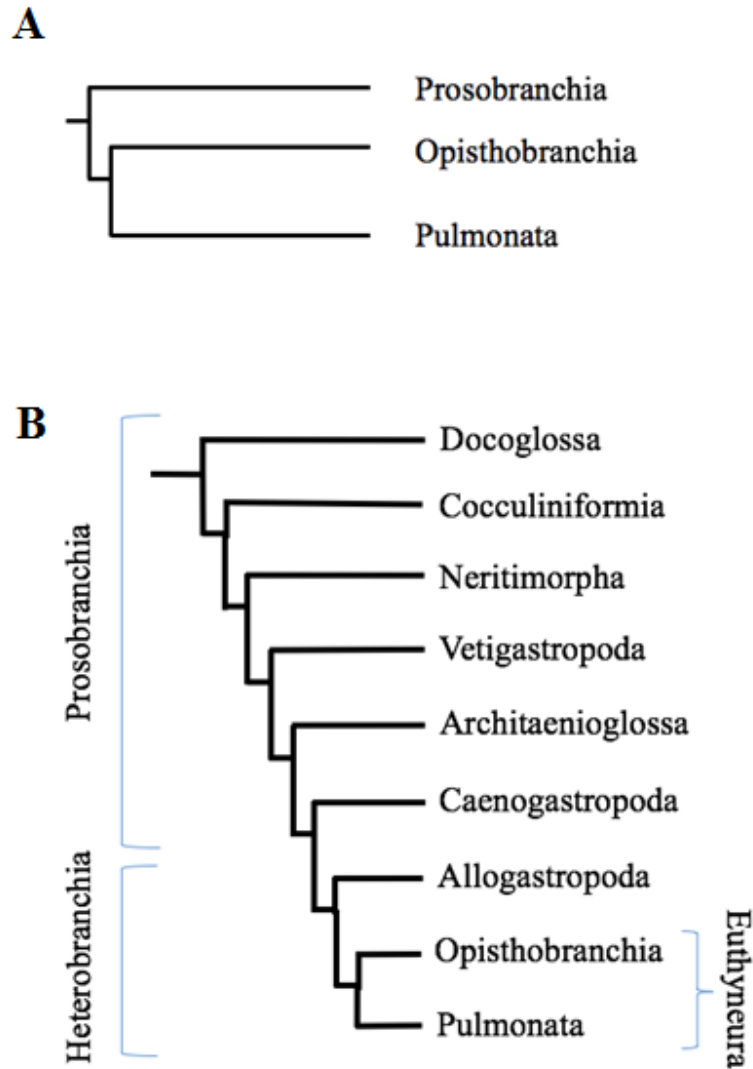 A
Prosobranchia
Opisthobranchia
Pulmonata
B
Prosobranchia
Heterobranchia
Docoglossa
Cocculiniformia
Neritimorpha
Vetigastropoda
Architaenioglossa
Caenogastropoda
Allogastropoda
Opisthobranchia
Pulmonata
Euthyneura